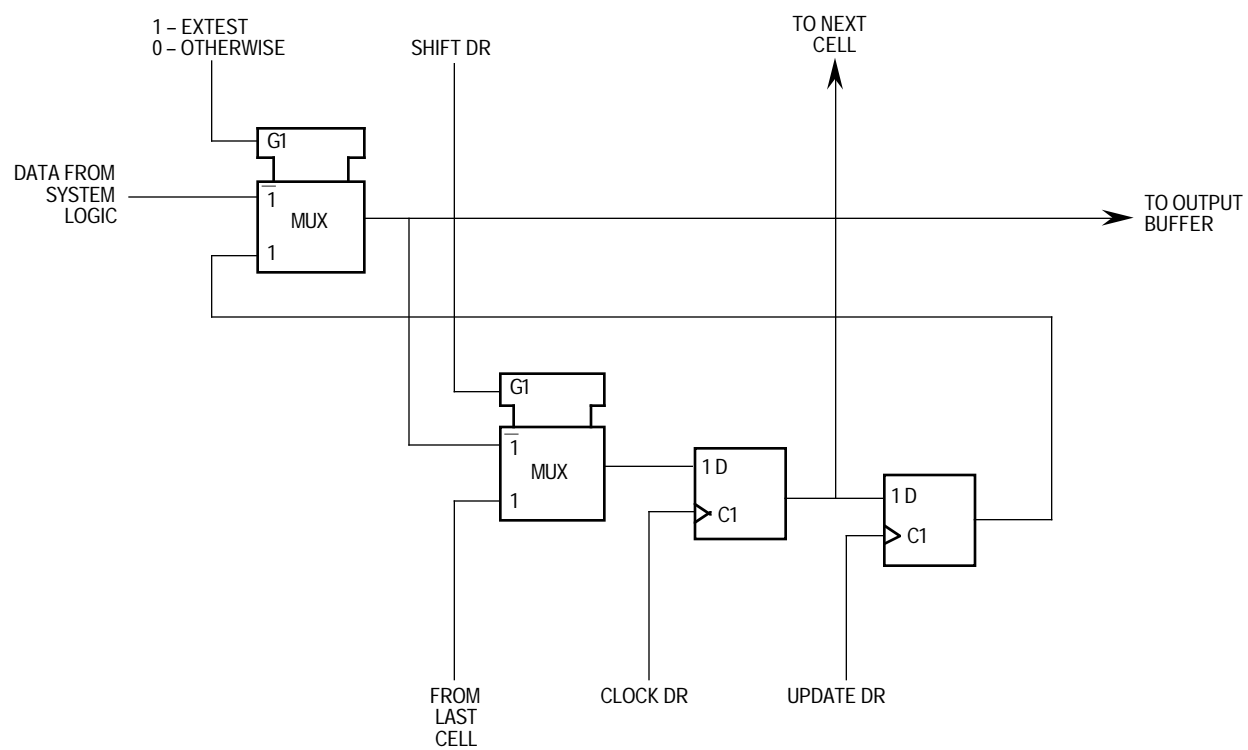 1 – EXTEST
0 – OTHERWISE
SHIFT DR
TO NEXT
CELL
G1
DATA FROM
SYSTEM
LOGIC
1
MUX
1
TO OUTPUT
BUFFER
G1
1
MUX
1
1 D
C1
1 D
C1
FROM
LAST
CELL
CLOCK DR
UPDATE DR